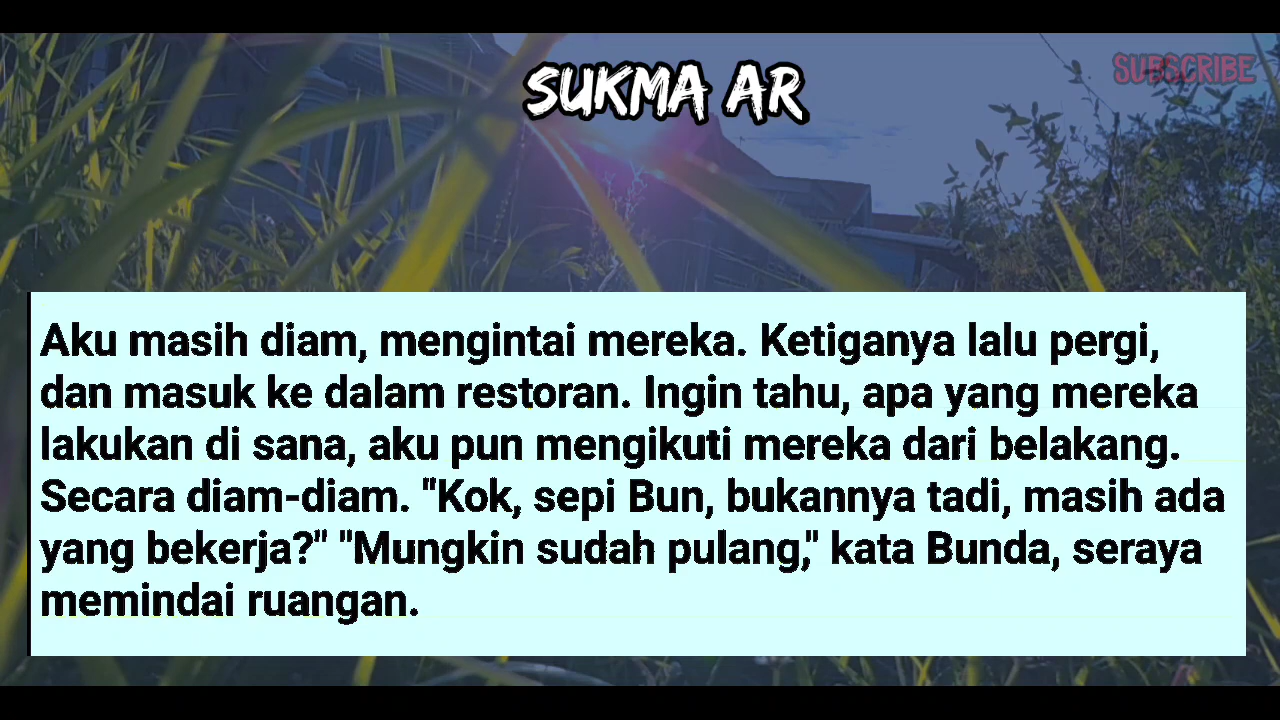 SUKMA AR
SUBSCRIBE
Aku masih diam, mengintai mereka. Ketiganya lalu pergi,
dan masuk ke dalam restoran. Ingin tahu, apa yang mereka
lakukan di sana, aku pun mengikuti mereka dari belakang.
Secara diam-diam. "Kok, sepi Bun, bukannya tadi, masih ada
yang bekerja?" "Mungkin sudah pulang," kata Bunda, seraya
memindai ruangan.